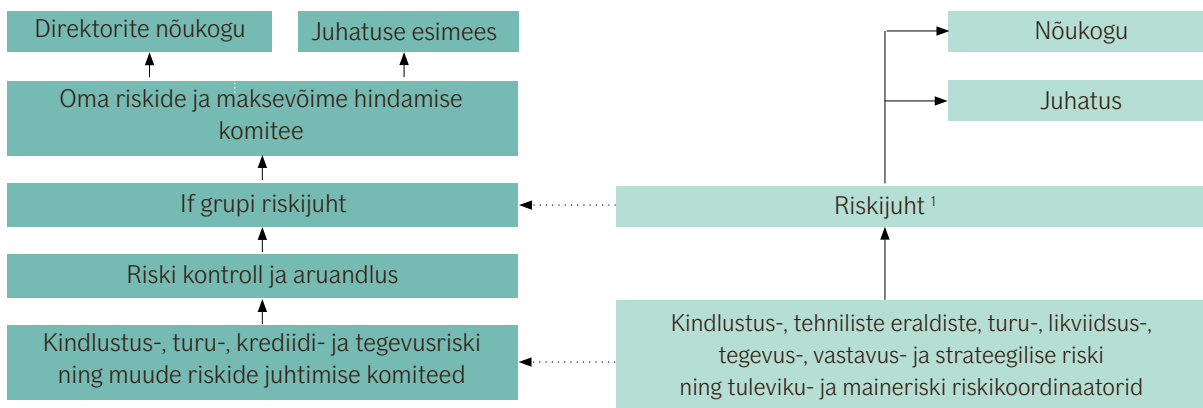 Direktorite nõukogu
Juhatuse esimees
Oma riskide ja maksevõime hindamise
komitee
If grupi riskijuht
Riski kontroll ja aruandlus
Kindlustus-, turu-, krediidi- ja tegevusriski
ning muude riskide juhtimise komiteed
Nõukogu
Juhatus
Riskijuht ¹
Kindlustus-, tehniliste eraldiste, turu-, likviidsus-,
tegevus-, vastavus- ja strateegilise riski
ning tuleviku- ja maineriski riskikoordinaatorid